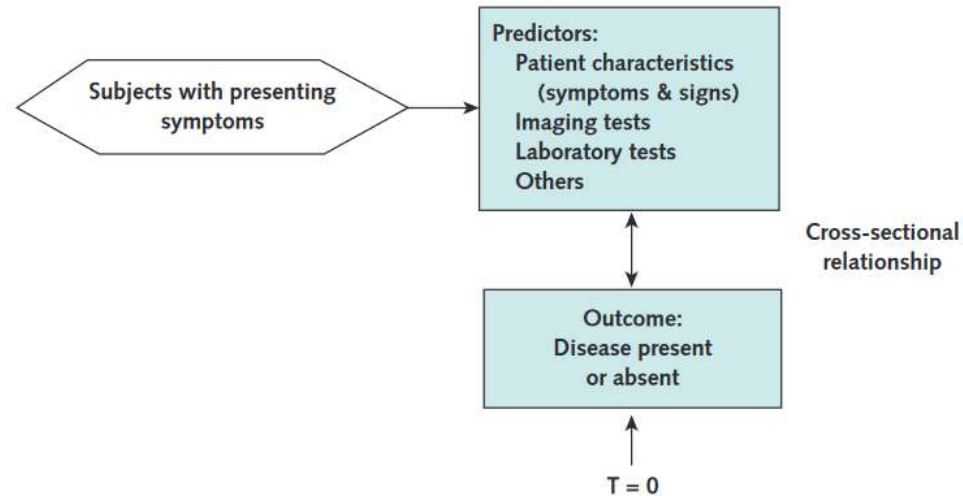 Subjects with presenting
symptoms
Predictors:
Patient characteristics
(symptoms & signs)
Imaging tests
Laboratory tests
Others
Cross-sectional
relationship
Outcome:
Disease present
or absent
T = 0